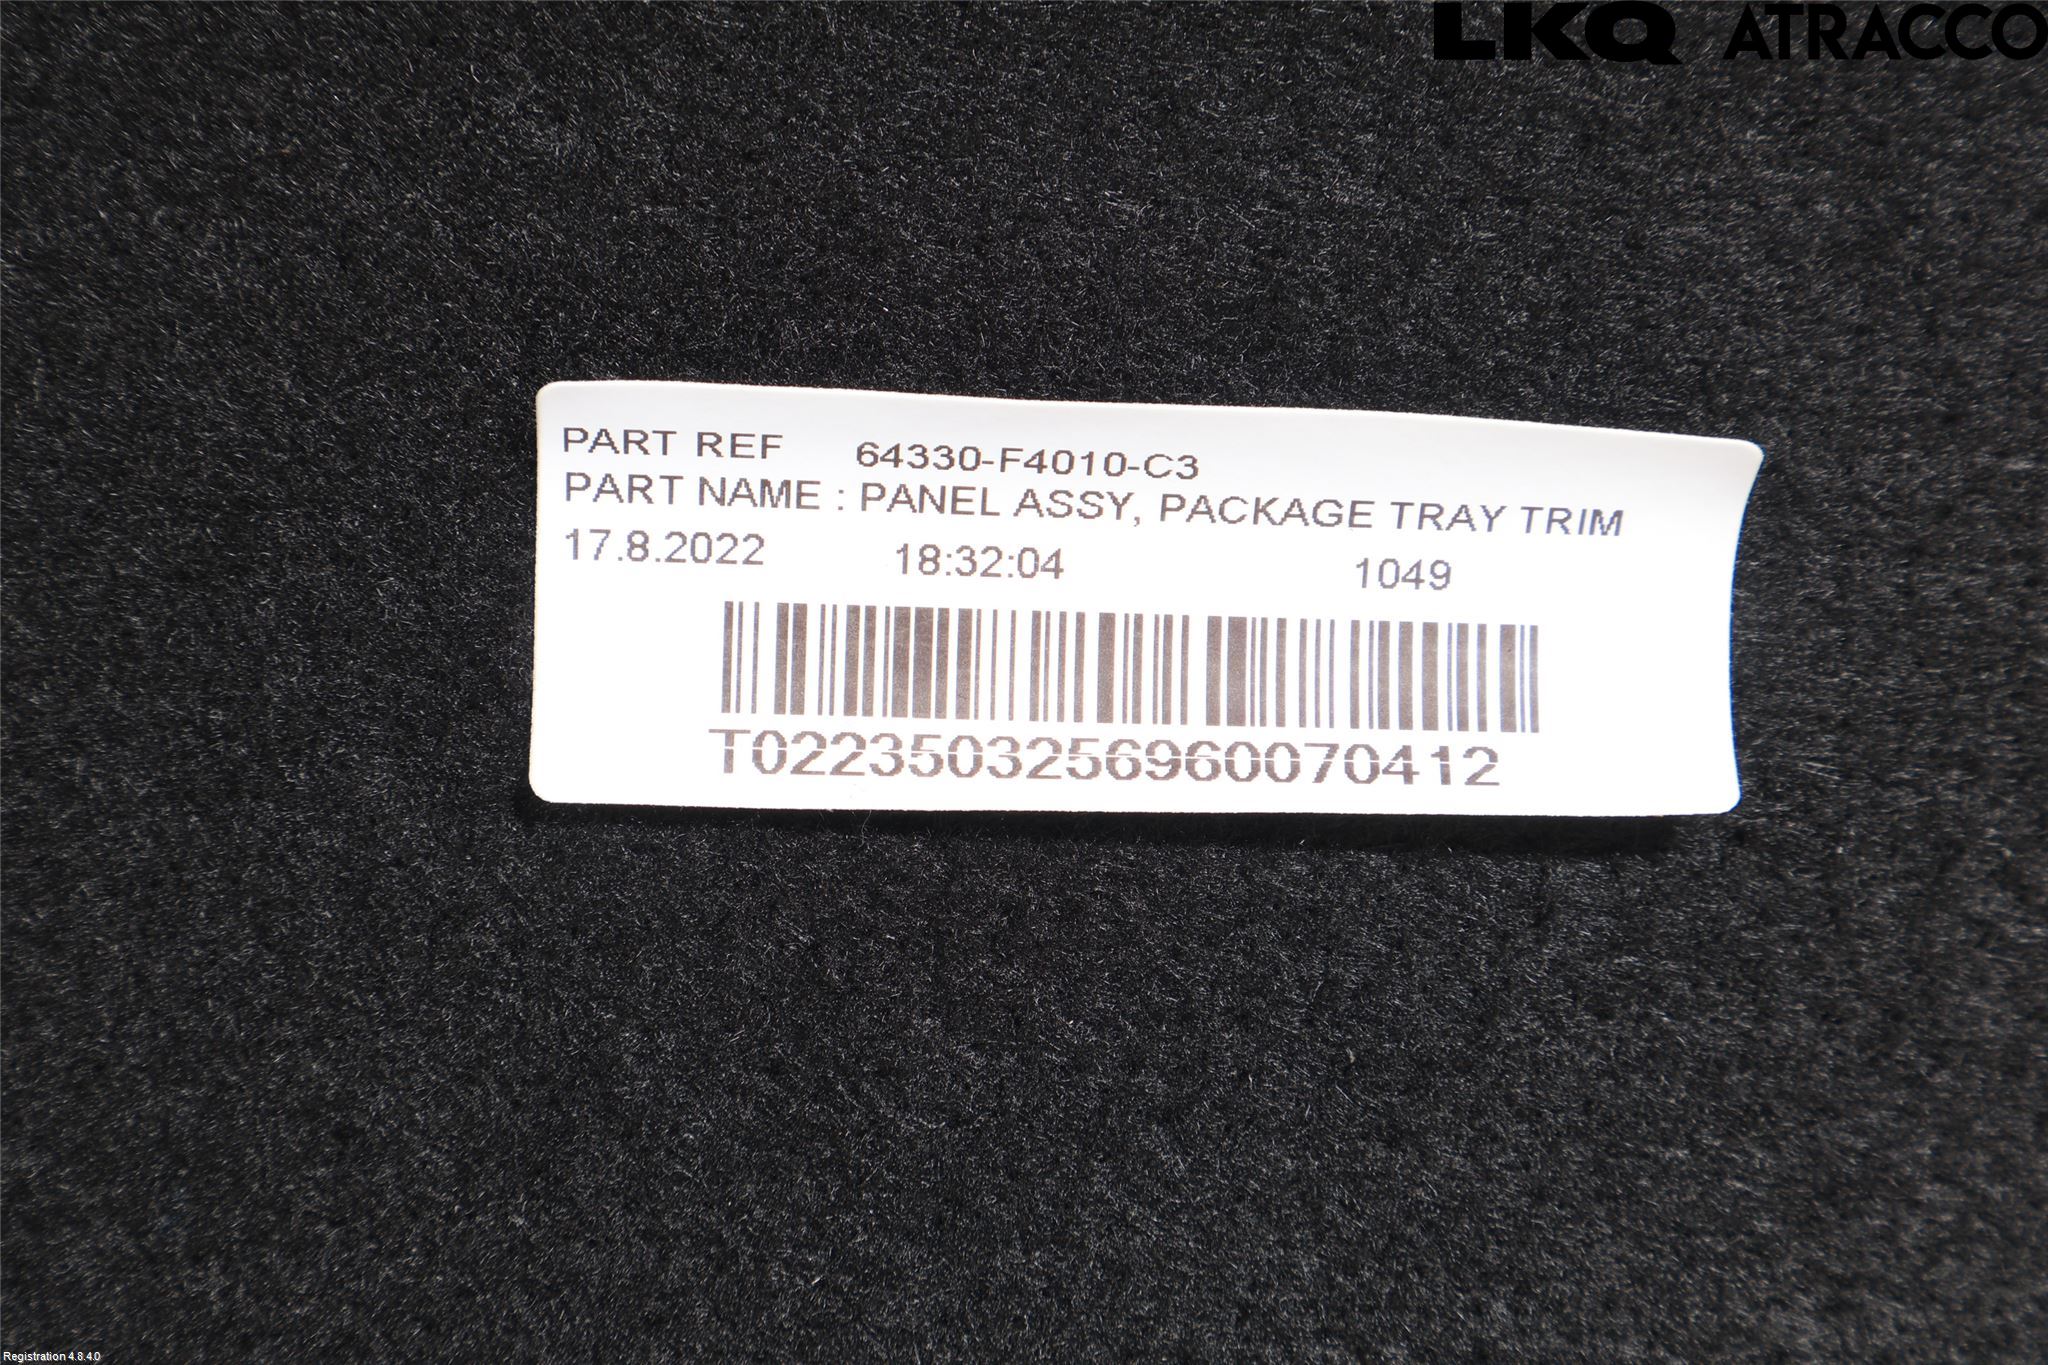 LKQ ATRACCO
PART REF 64330-F4010-C3
PART NAME : PANEL ASSY, PACKAGE TRAY TRIM
17.8.2022 18:32:04 1049
T0223503256960070412
Registration 4.8.4.0